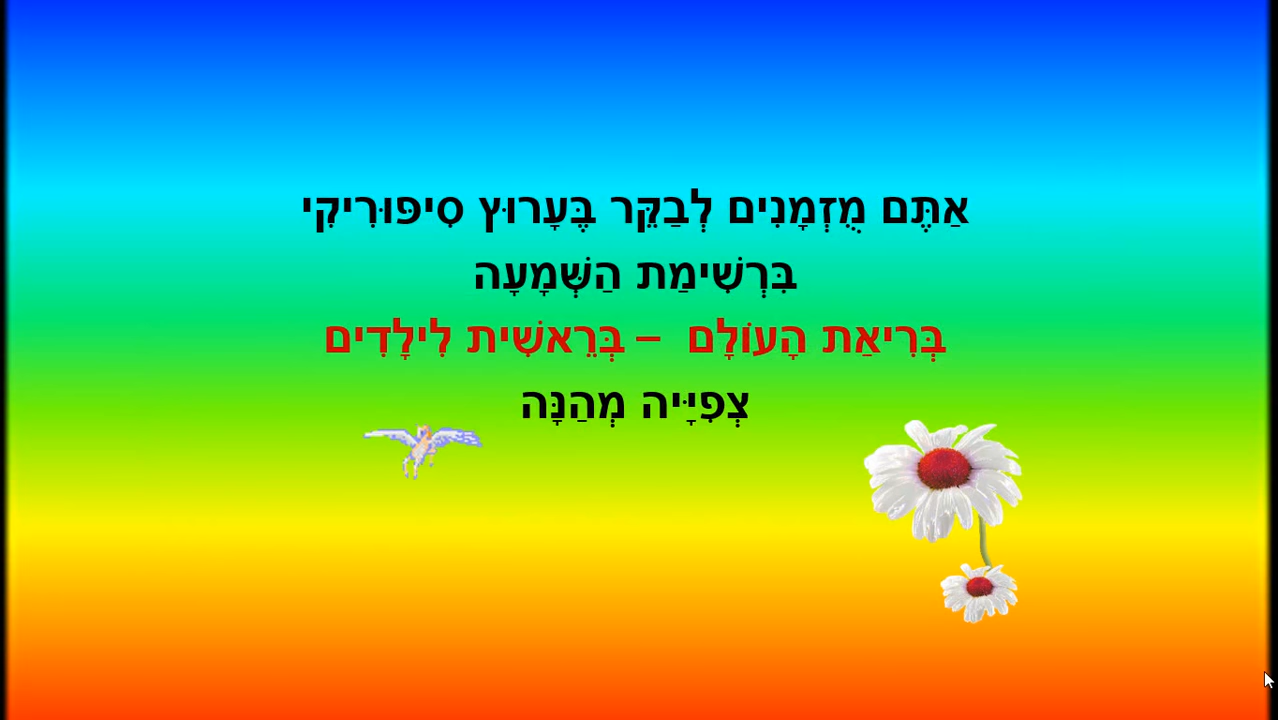 אַתֶּם מֻזְמָנִים לְבַקֵּר בֶּעָרוּץ סִיפּוּרִיקִי
בִּרְשִׁימַת הַשְּׁמָעָה
בְּרִיאַת הָעוֹלָם – בְּרֵאשִׁית לִילָדִים
צְפִיָּיה מְהַנָּה